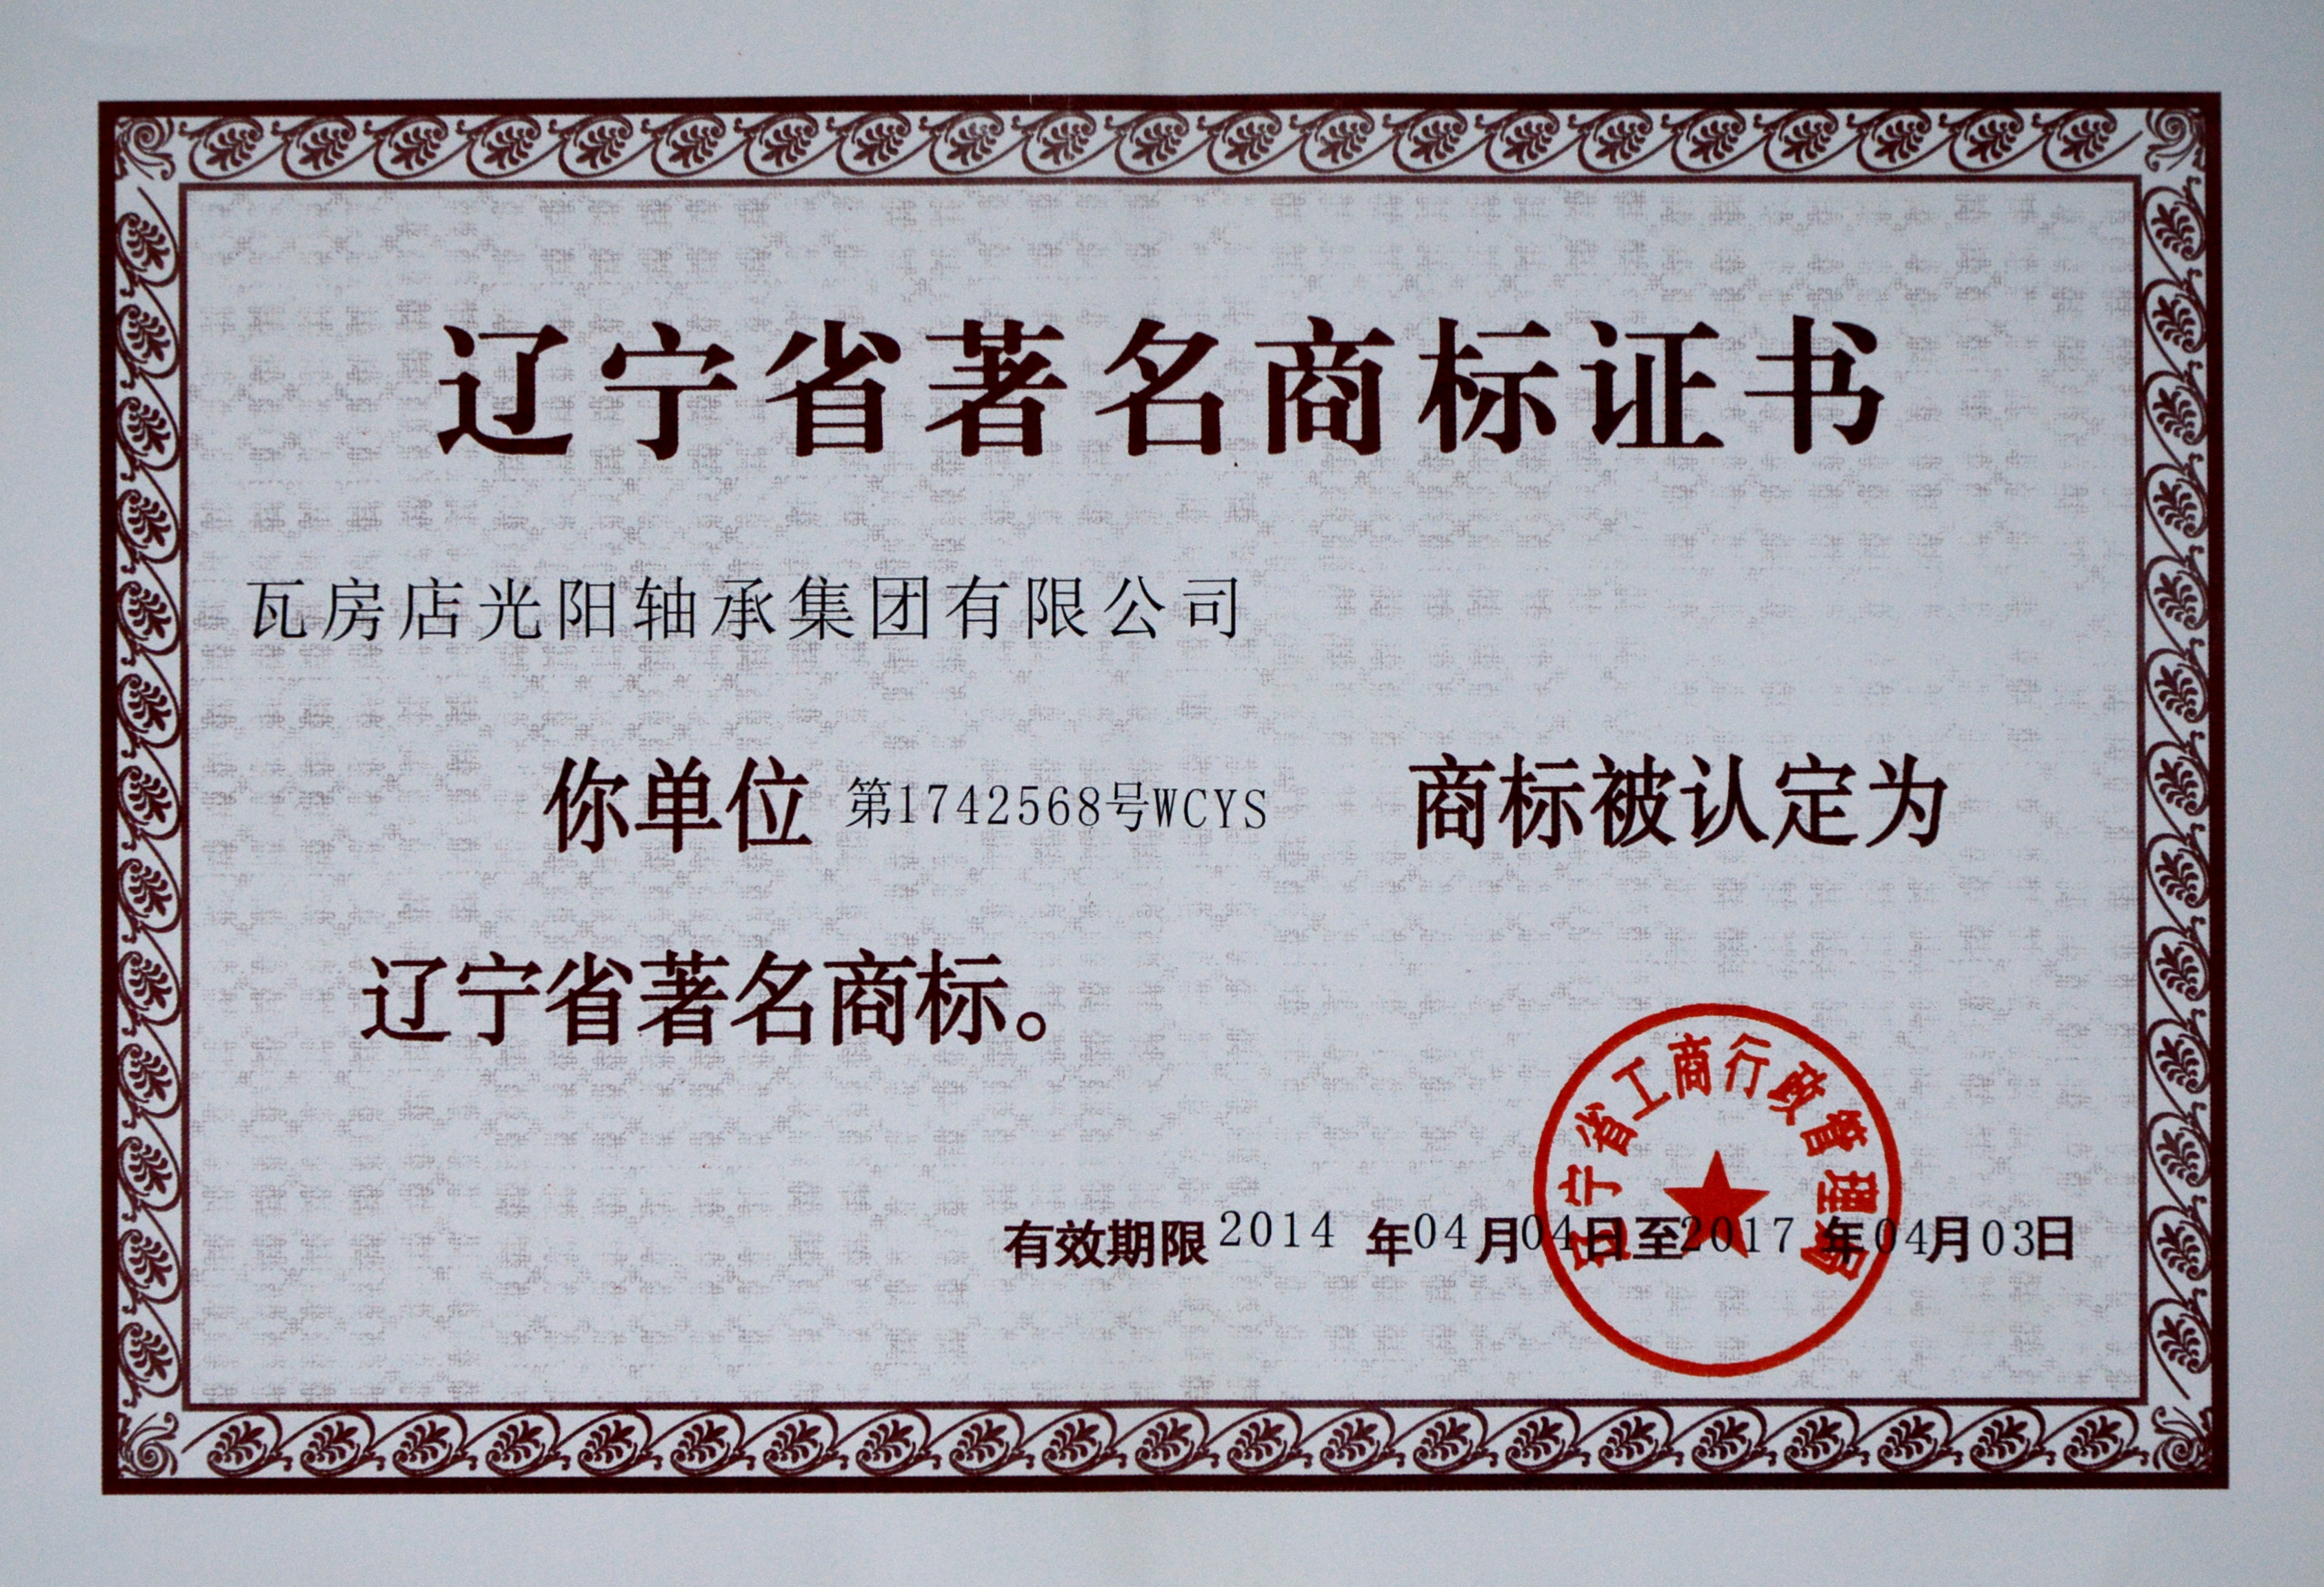 辽宁省著名商标证书
瓦房店光阳轴承集团有限公司
你单位 第1742568号WCYS 商标被认定为
辽宁省著名商标。
辽宁省工商行政管理局
有效期限2014年04月04日至2017年04月03日